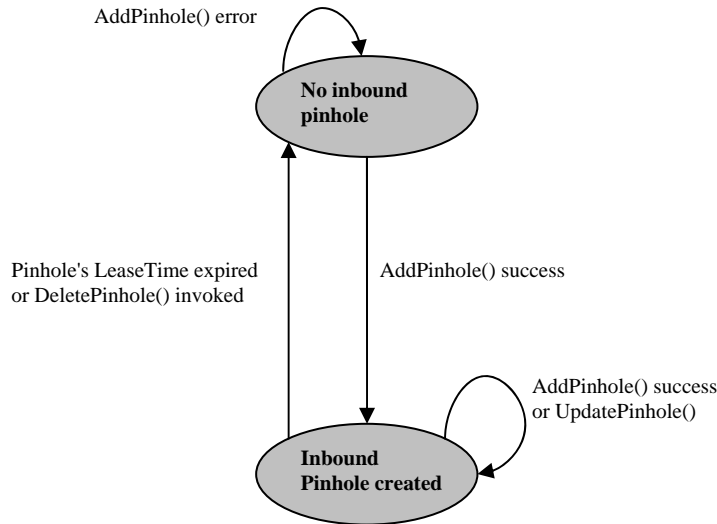 AddPinhole() error
No inbound
pinhole
Pinhole's LeaseTime expired
or DeletePinhole() invoked
AddPinhole() success
AddPinhole() success
or UpdatePinhole()
Inbound
Pinhole created